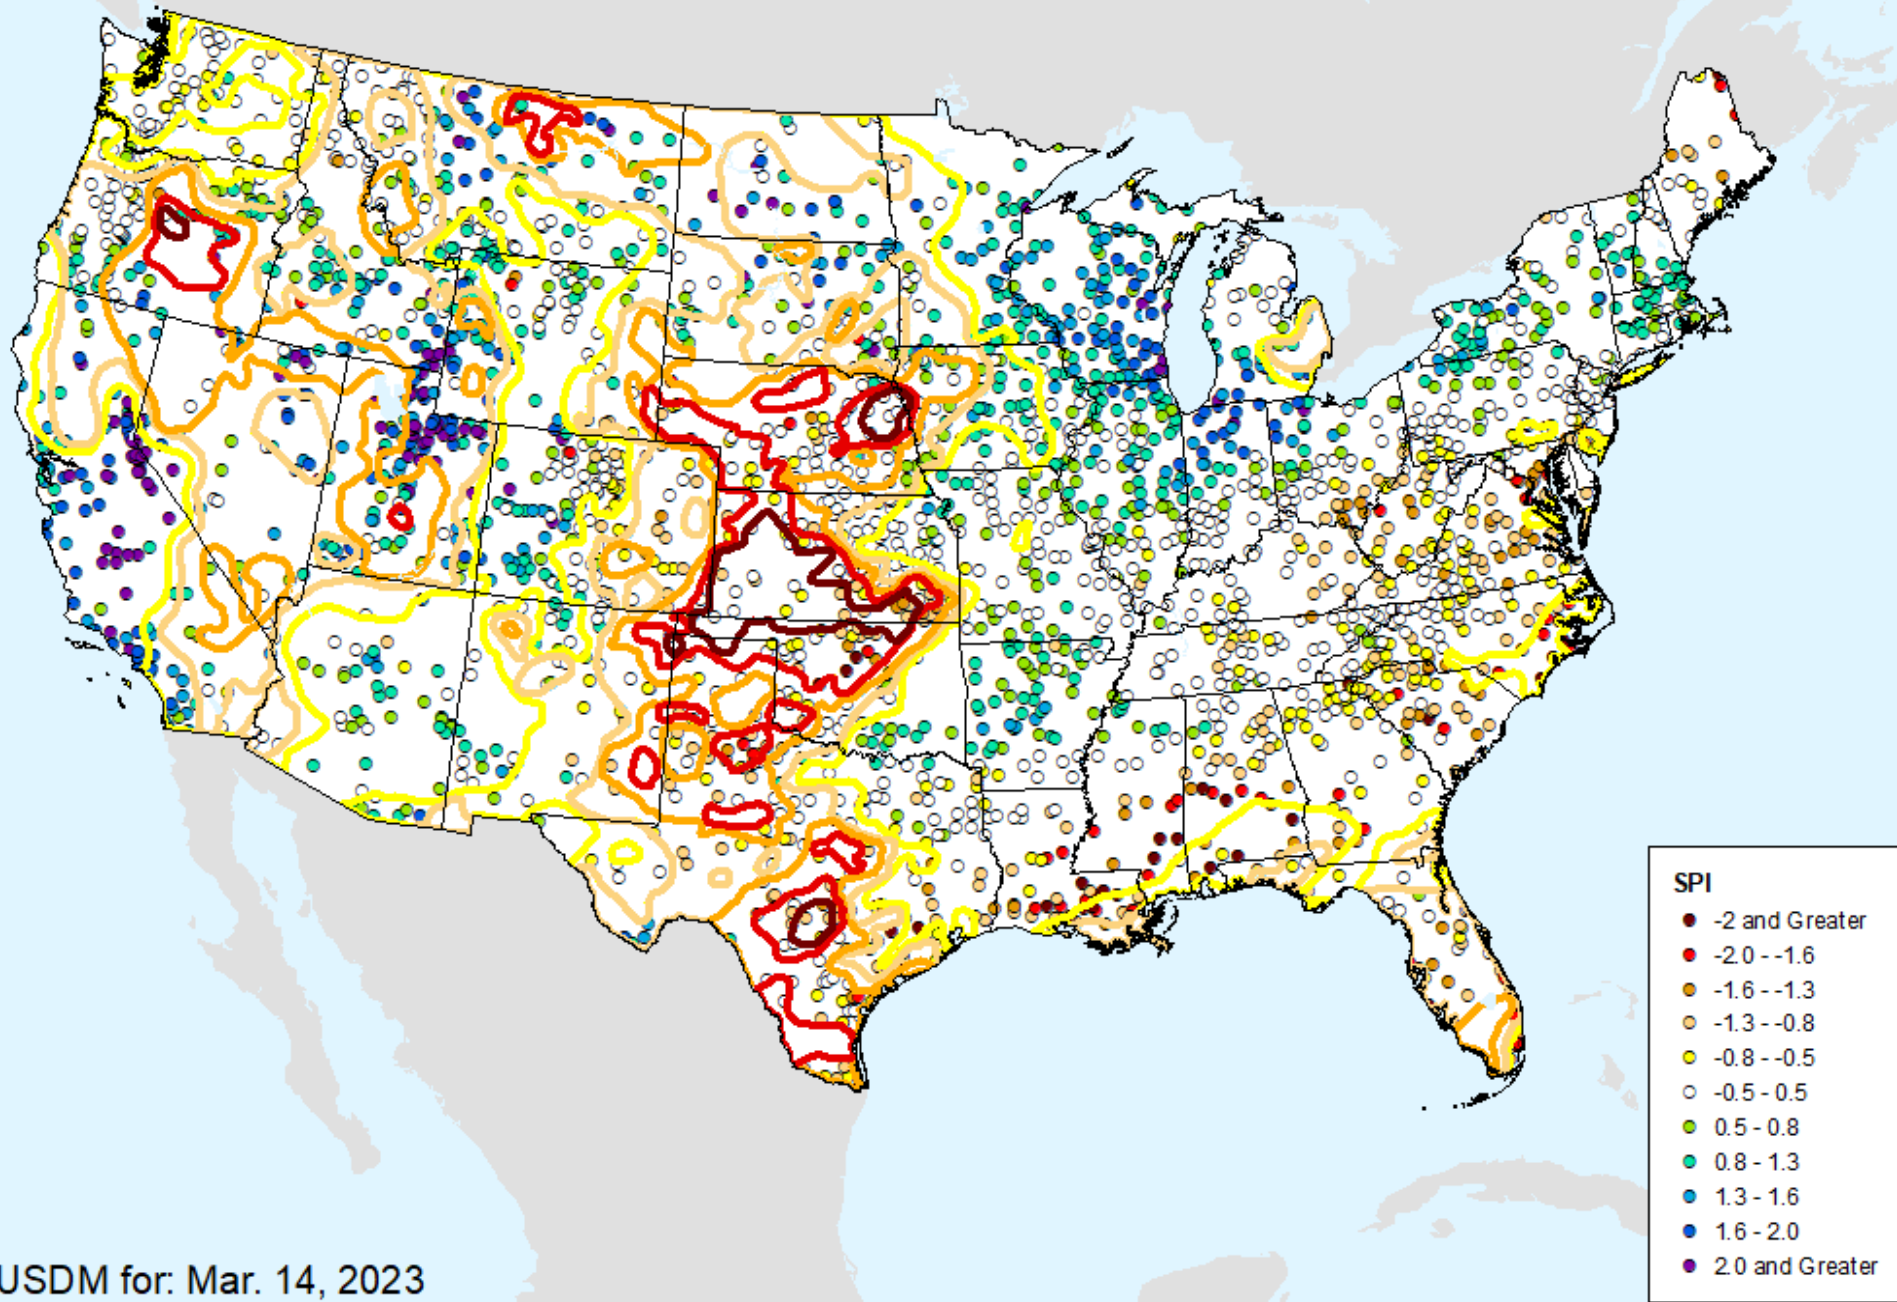 SPI
-2 and Greater
-2.0 - -1.6
-1.6 - -1.3
-1.3 - -0.8
-0.8 - -0.5
-0.5 - 0.5
0.5 - 0.8
0.8 - 1.3
1.3 - 1.6
1.6 - 2.0
2.0 and Greater
USDM for: Mar. 14, 2023